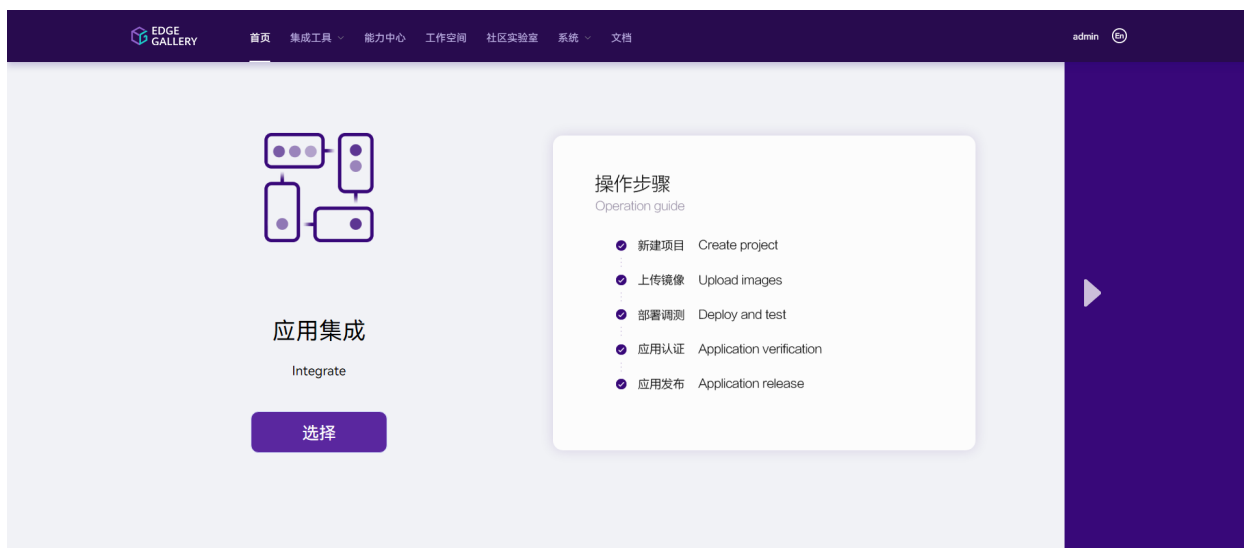 EDGE
GALLERY
首页 集成工具 能力中心 工作空间 社区实验室 系统 文档
admin En
应用集成
Integrate
选择
操作步骤
Operation guide
新建项目 Create project
上传镜像 Upload images
部署调测 Deploy and test
应用认证 Application verification
应用发布 Application release